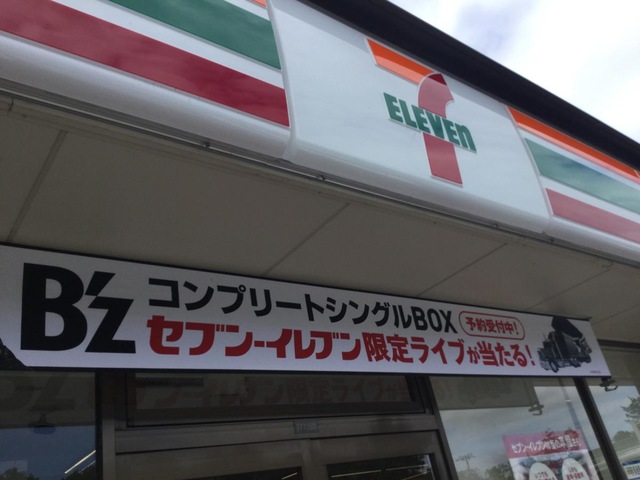 7
ELEVEn
B'z
コンプリートシングルBOX
予約受付中!
セブン-イレブン限定ライブが当たる!